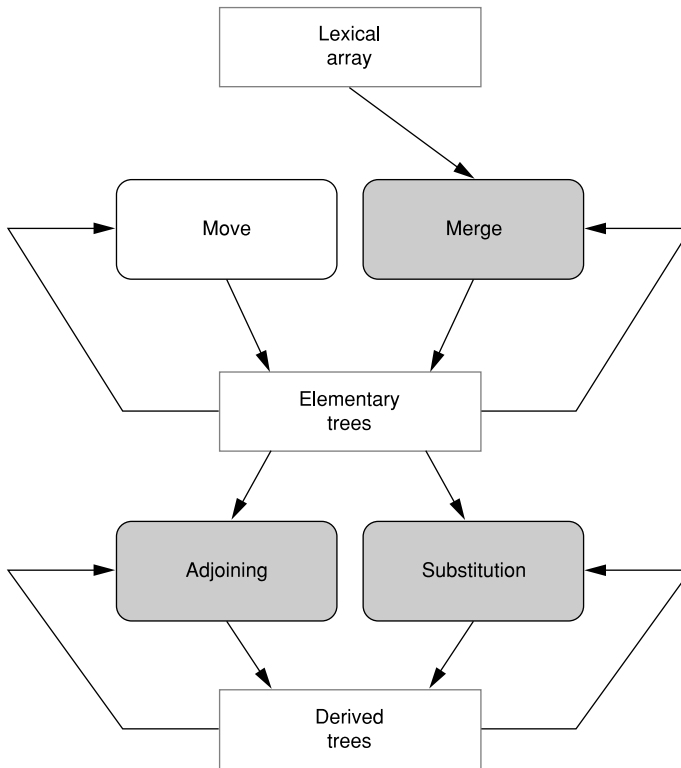 Lexical
array
Move
Merge
Elementary
trees
Adjoining
Substitution
Derived
trees